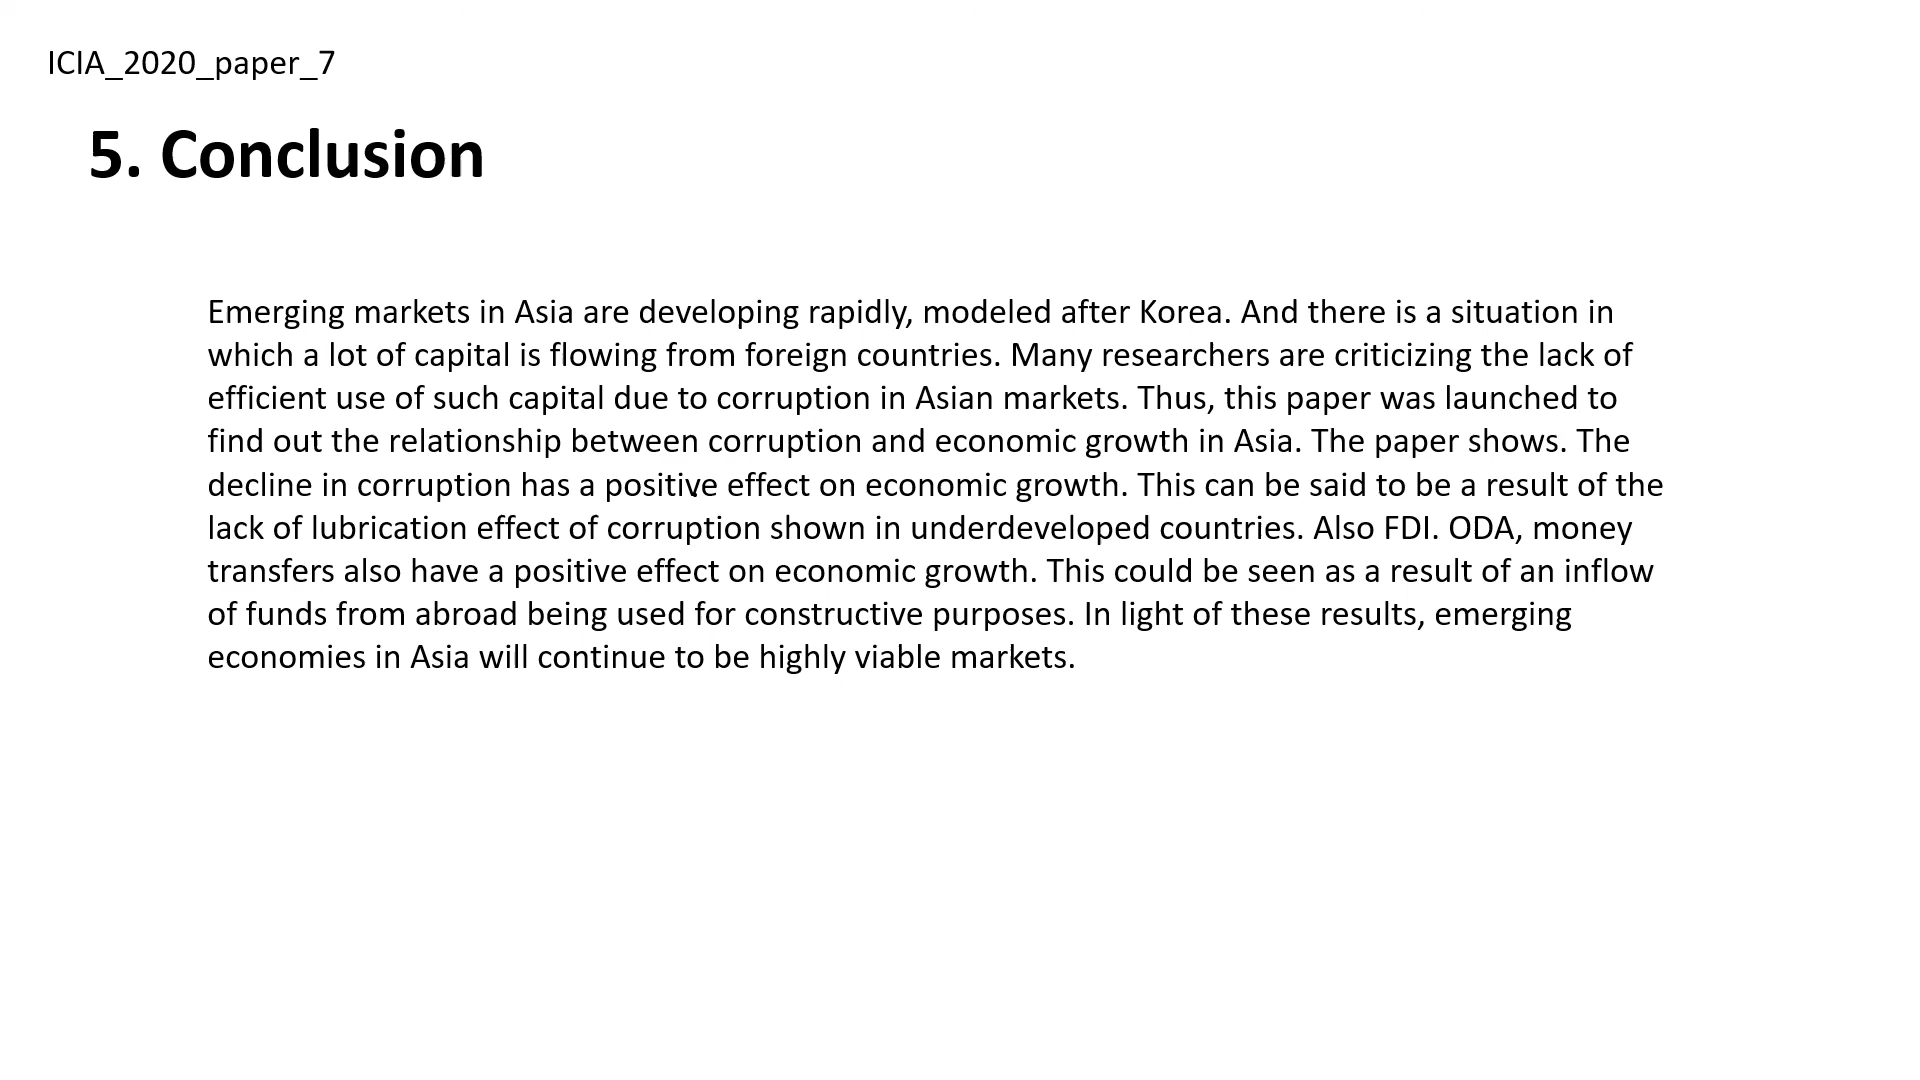 ICIA_2020_paper_7
5. Conclusion
Emerging markets in Asia are developing rapidly, modeled after Korea. And there is a situation in
which a lot of capital is flowing from foreign countries. Many researchers are criticizing the lack of
efficient use of such capital due to corruption in Asian markets. Thus, this paper was launched to
find out the relationship between corruption and economic growth in Asia. The paper shows. The
decline in corruption has a positive effect on economic growth. This can be said to be a result of the
lack of lubrication effect of corruption shown in underdeveloped countries. Also FDI. ODA, money
transfers also have a positive effect on economic growth. This could be seen as a result of an inflow
of funds from abroad being used for constructive purposes. In light of these results, emerging
economies in Asia will continue to be highly viable markets.